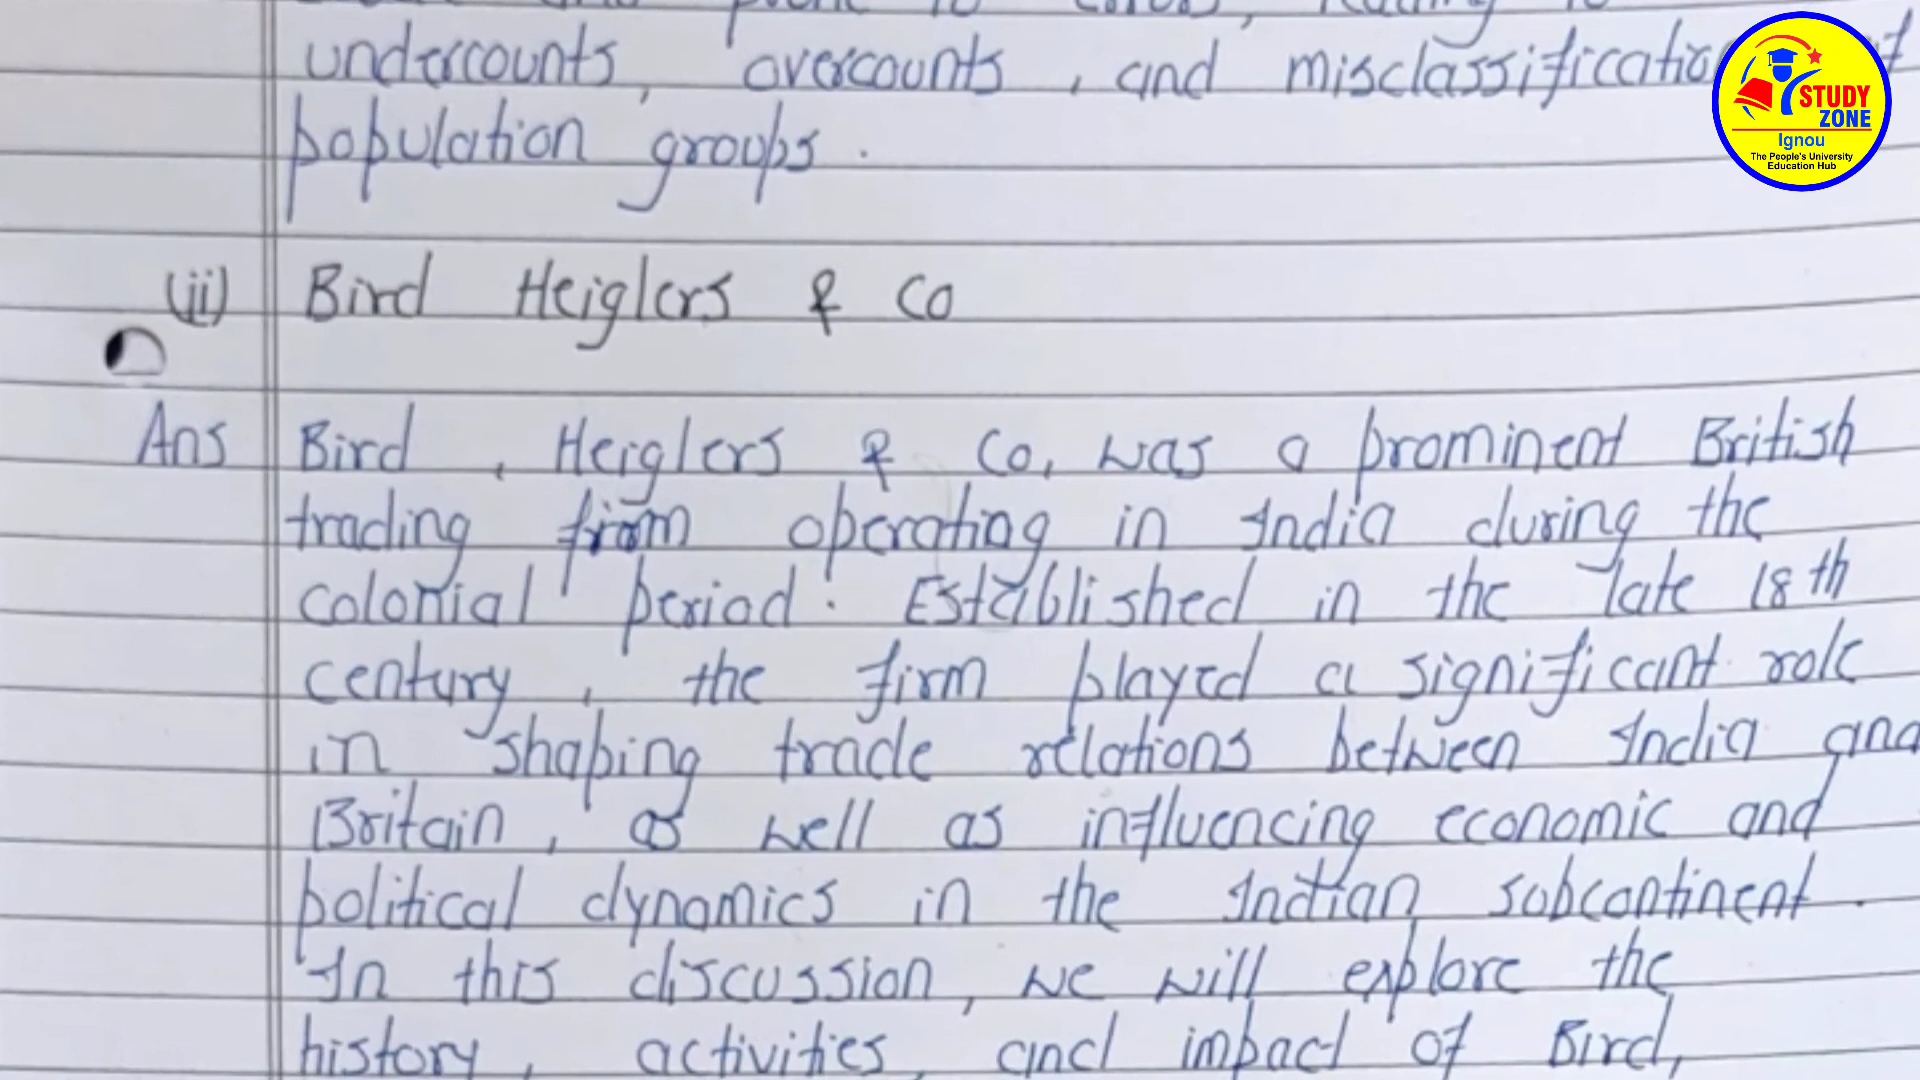 undercounts, overcounts, and misclassification of
population groups.
(ii) Bird Heiglers & Co
Ans Bird, Heiglers & Co, was a prominent British
trading firm operating in India during the
colonial period. Established in the late 18th
century, the firm played a significant role
in shaping trade relations between India and
Britain, as well as influencing economic and
political dynamics in the Indian subcontinent.
In this discussion, we will explore the
history, activities, and impact of Bird,
STUDY
ZONE
Ignou
The People's University
Education Hub